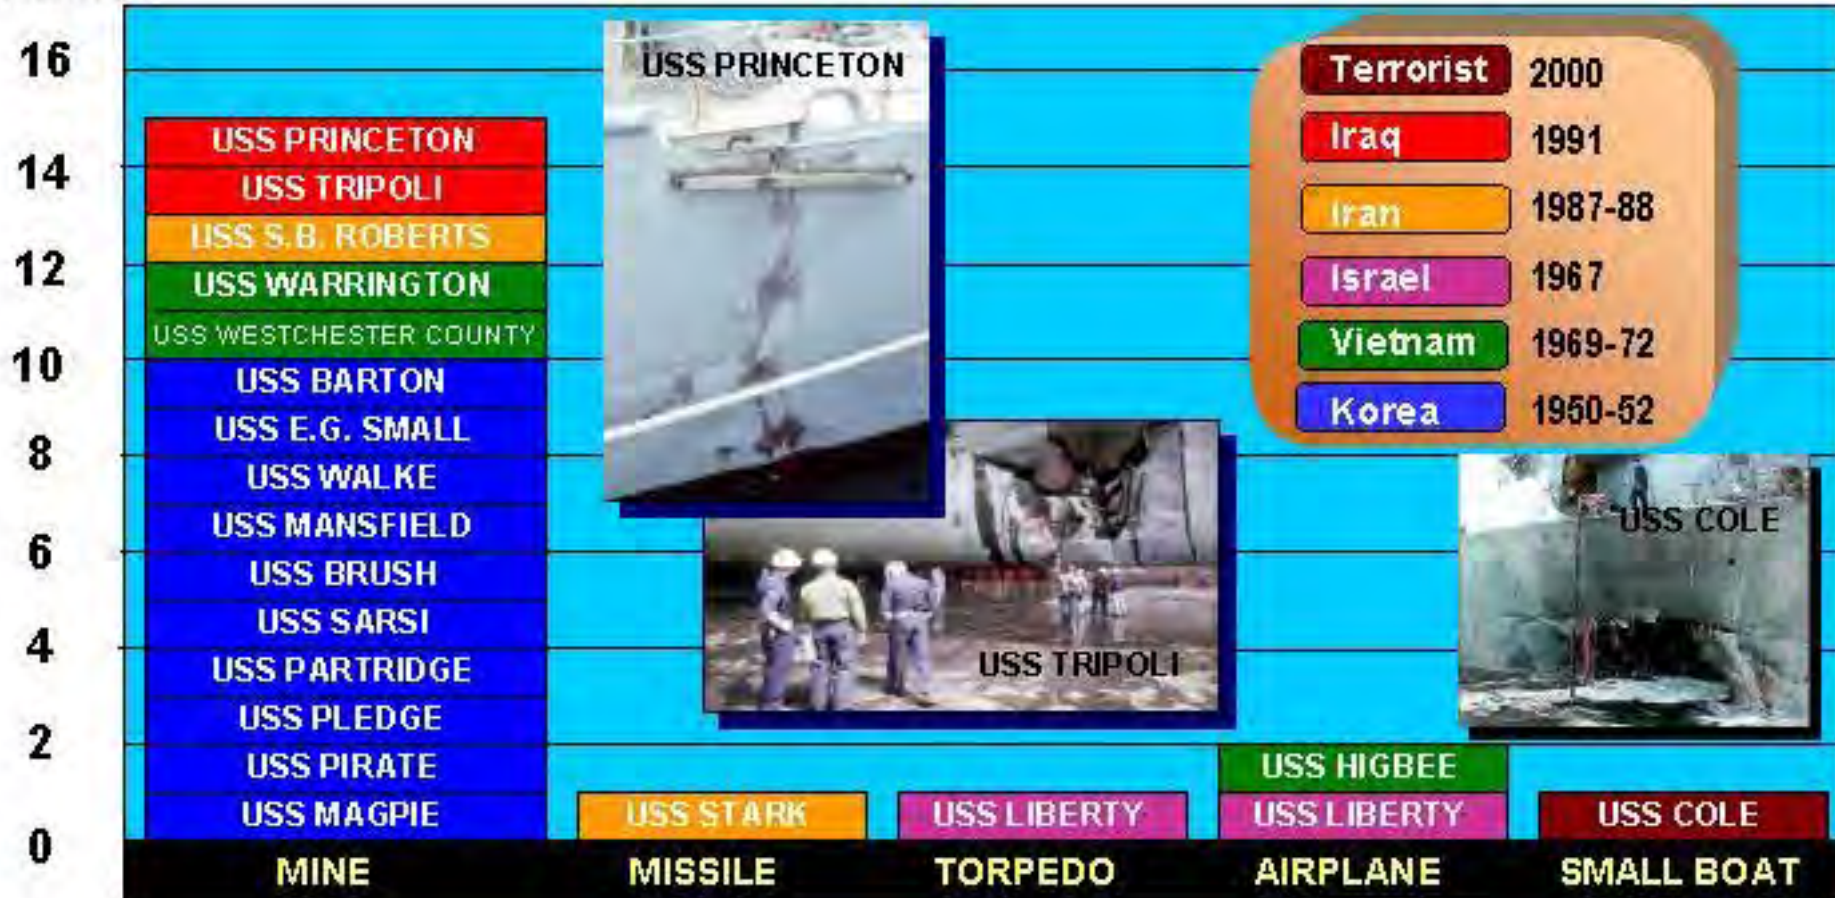 16
14
12
10
8
6
4
2
0
USS PRINCETON
USS TRIPOLI
USS S.B. ROBERTS
USS WARRINGTON
USS WESTCHESTER COUNTY
USS BARTON
USS E.G. SMALL
USS WALKE
USS MANSFIELD
USS BRUSH
USS SARSI
USS PARTRIDGE
USS PLEDGE
USS PIRATE
USS MAGPIE
USS PRINCETON
USS TRIPOLI
USS COLE
Terrorist 2000
Iraq 1991
Iran 1987-88
Israel 1967
Vietnam 1969-72
Korea 1950-52
USS STARK
USS LIBERTY
USS HIGBEE
USS LIBERTY
USS COLE
MINE MISSILE TORPEDO AIRPLANE SMALL BOAT